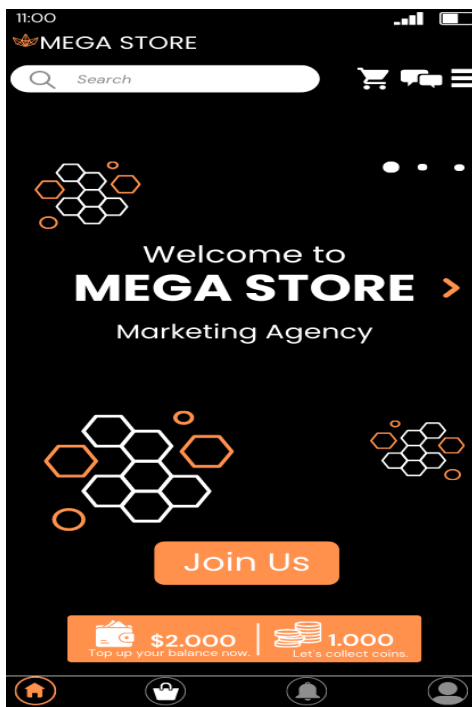 11:00
MEGA STORE
Search
Welcome to
MEGA STORE
Marketing Agency
Join Us
$2.000
Top up your balance now.
1.000
Let's collect coins.